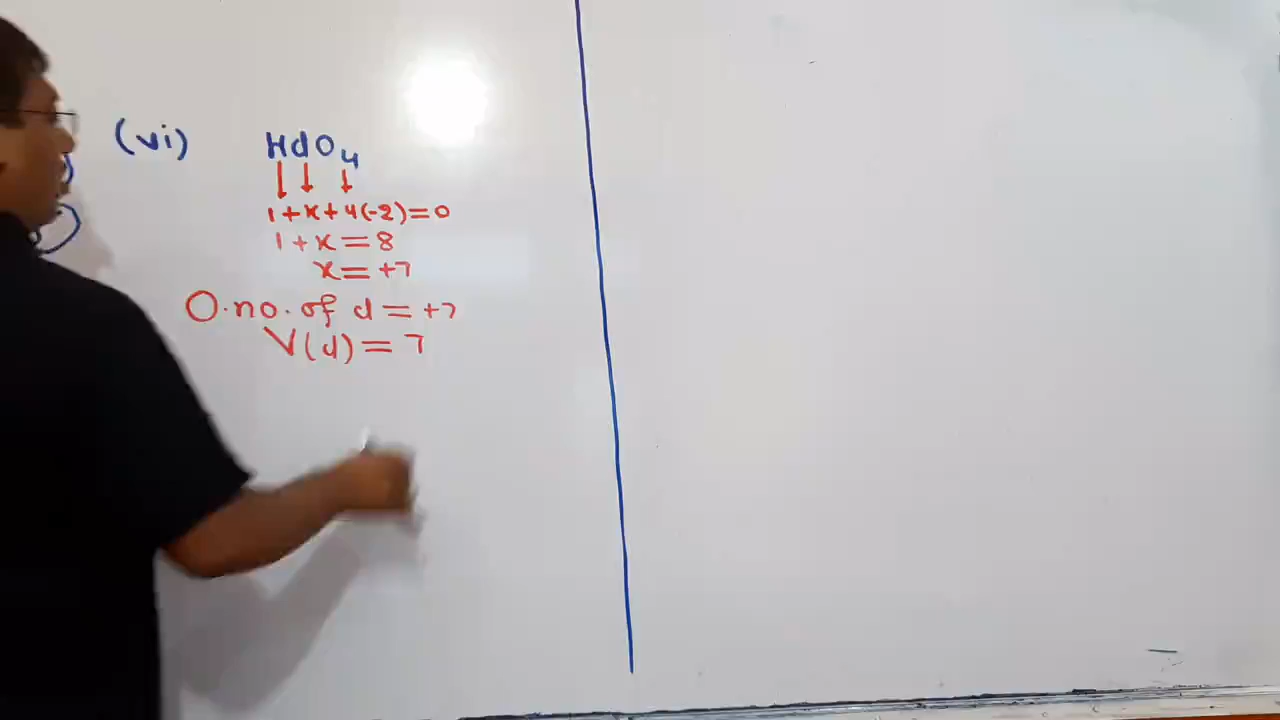 (vi) HClO4
1+x+4(-2)=0
1+x=8
x=+7
O.no.of Cl=+7
V(Cl)=7